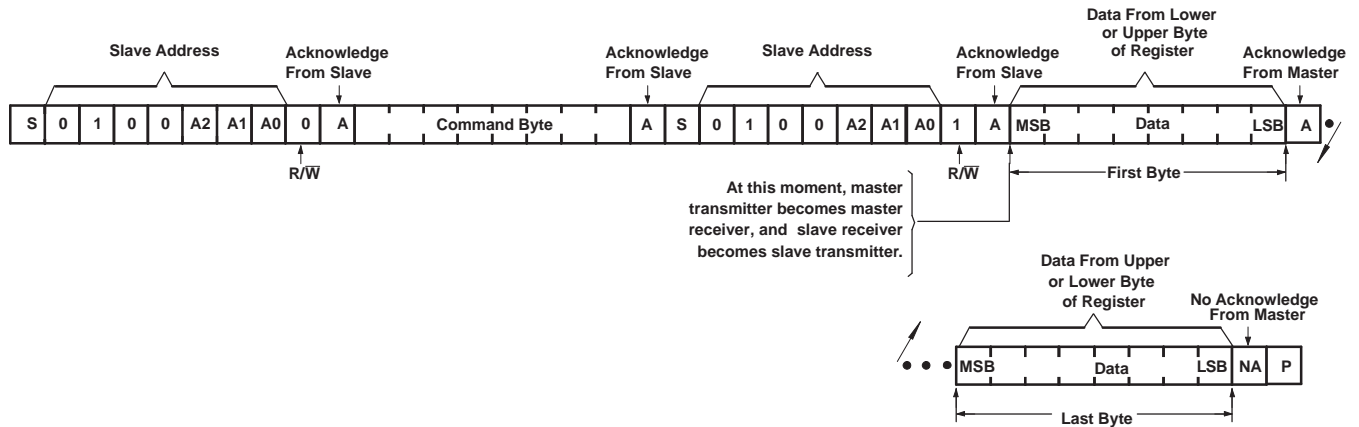 Slave Address
Acknowledge
From Slave
Acknowledge
From Slave
Slave Address
Acknowledge
From Slave
Data From Lower
or Upper Byte
of Register
Acknowledge
From Master
S 0 1 0 0 A2 A1 A0 0 A Command Byte A S 0 1 0 0 A2 A1 A0 1 A MSB Data LSB A
R/W̅
R/W̅
First Byte
At this moment, master
transmitter becomes master
receiver, and slave receiver
becomes slave transmitter.
Data From Upper
or Lower Byte
of Register
No Acknowledge
From Master
MSB Data LSB NA P
Last Byte